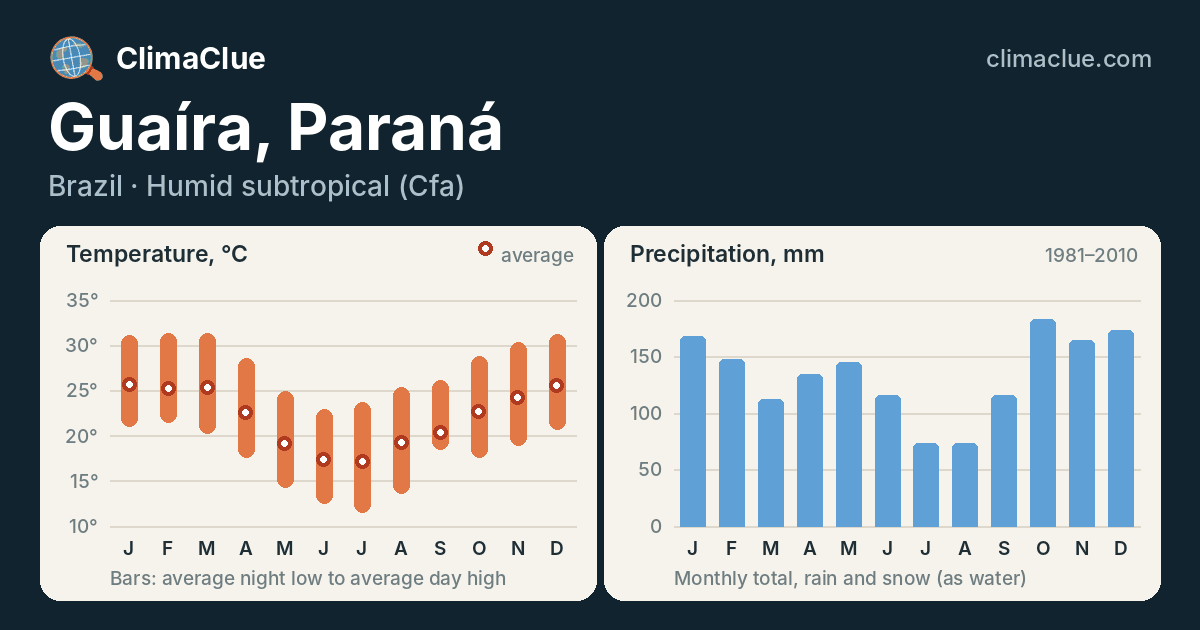 ClimaClue
climaclue.com
Guaíra, Paraná
Brazil · Humid subtropical (Cfa)
Temperature, °C
average
35°
30°
25°
20°
15°
10°
J F M A M J J A S O N D
Bars: average night low to average day high
Precipitation, mm
1981–2010
200
150
100
50
0
J F M A M J J A S O N D
Monthly total, rain and snow (as water)